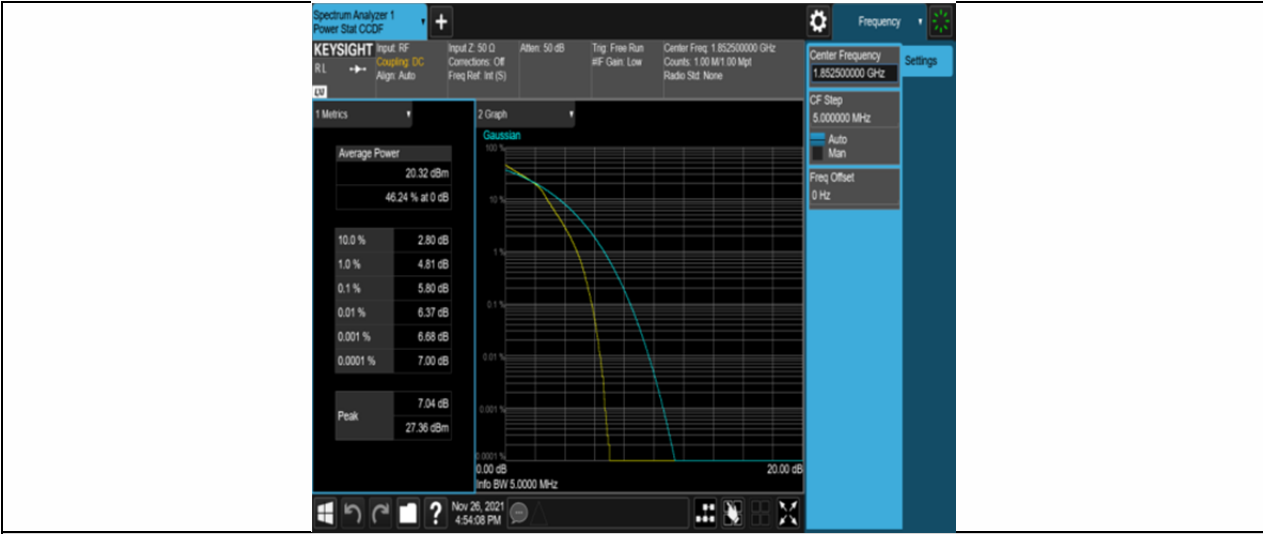 Spectrum Analyzer 1
Power Stat CCDF
Frequency
KEYSIGHT
R L
LV
Input: RF
Coupling: DC
Align: Auto
Input Z: 50 Ω
Corrections: Off
Freq Ref: Int (S)
Atten: 50 dB
Trig: Free Run
#IF Gain: Low
Center Freq: 1.852500000 GHz
Counts: 1.00 M/1.00 Mpt
Radio Std: None
Center Frequency
1.852500000 GHz
Settings
CF Step
5.000000 MHz
Auto
Man
Freq Offset
0 Hz
1 Metrics
Average Power
20.32 dBm
46.24 % at 0 dB
10.0 % 2.80 dB
1.0 % 4.81 dB
0.1 % 5.80 dB
0.01 % 6.37 dB
0.001 % 6.68 dB
0.0001 % 7.00 dB
Peak
7.04 dB
27.36 dBm
2 Graph
Gaussian
100 %
10 %
1 %
0.1 %
0.01 %
0.001 %
0.0001 %
0.00 dB 20.00 dB
Info BW 5.0000 MHz
?
Nov 26, 2021
4:54:08 PM